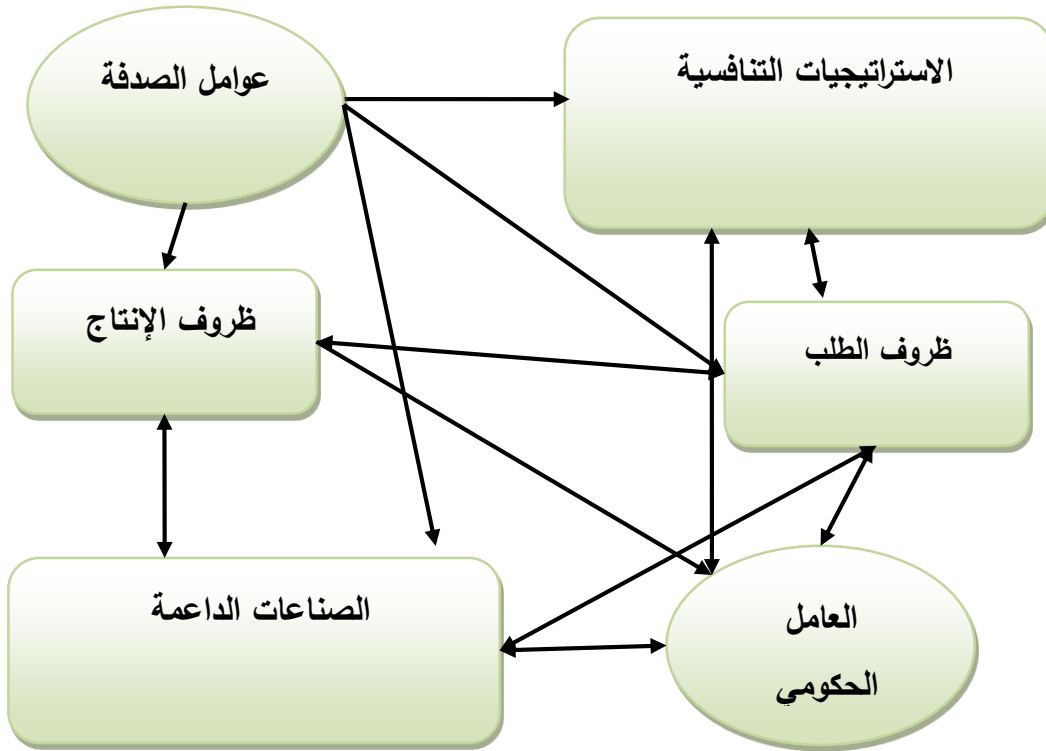 الاستراتيجيات التنافسية
عوامل الصدفة
ظروف الإنتاج
ظروف الطلب
الصناعات الداعمة
العامل
الحكومي